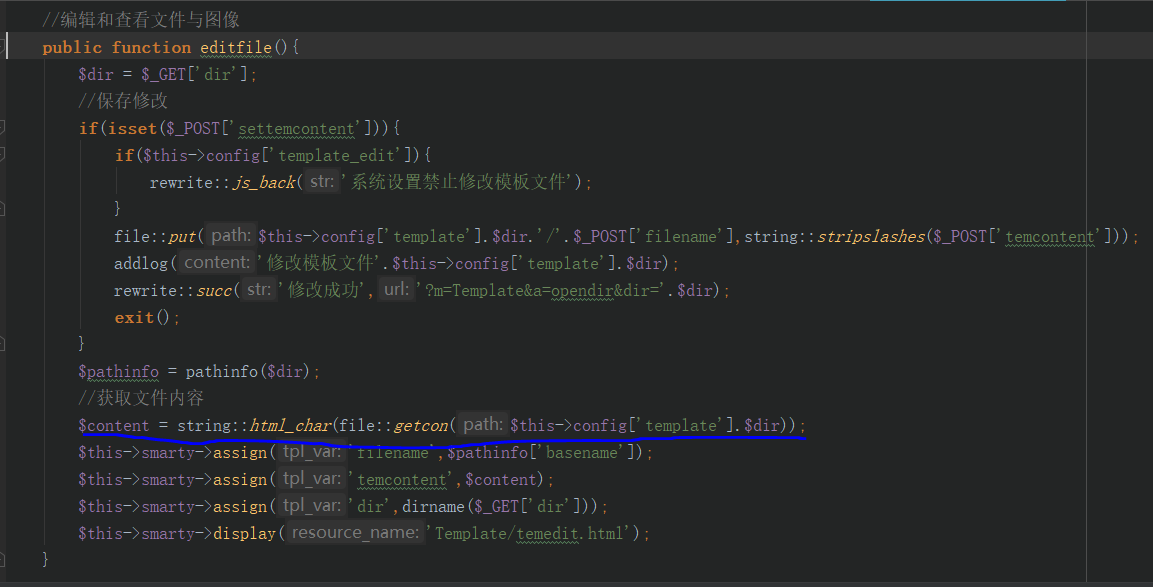 //编辑和查看文件与图像
public function editfile(){
$dir = $_GET['dir'];
//保存修改
if(isset($_POST['settemcontent'])){
if($this->config['template_edit']){
rewrite::js_back( str: '系统设置禁止修改模板文件');
}
file::put( path: $this->config['template'].$dir.'/'.$_POST['filename'],string::stripslashes($_POST['temcontent']));
addlog( content: '修改模板文件'.$this->config['template'].$dir);
rewrite::succ( str: '修改成功', url: '?m=Template&a=opendir&dir='.$dir);
exit();
}
$pathinfo = pathinfo($dir);
//获取文件内容
$content = string::html_char(file::getcon( path: $this->config['template'].$dir));
$this->smarty->assign( tpl_var: 'filename',$pathinfo['basename']);
$this->smarty->assign( tpl_var: 'temcontent',$content);
$this->smarty->assign( tpl_var: 'dir',dirname($_GET['dir']));
$this->smarty->display( resource_name: 'Template/temedit.html');
}